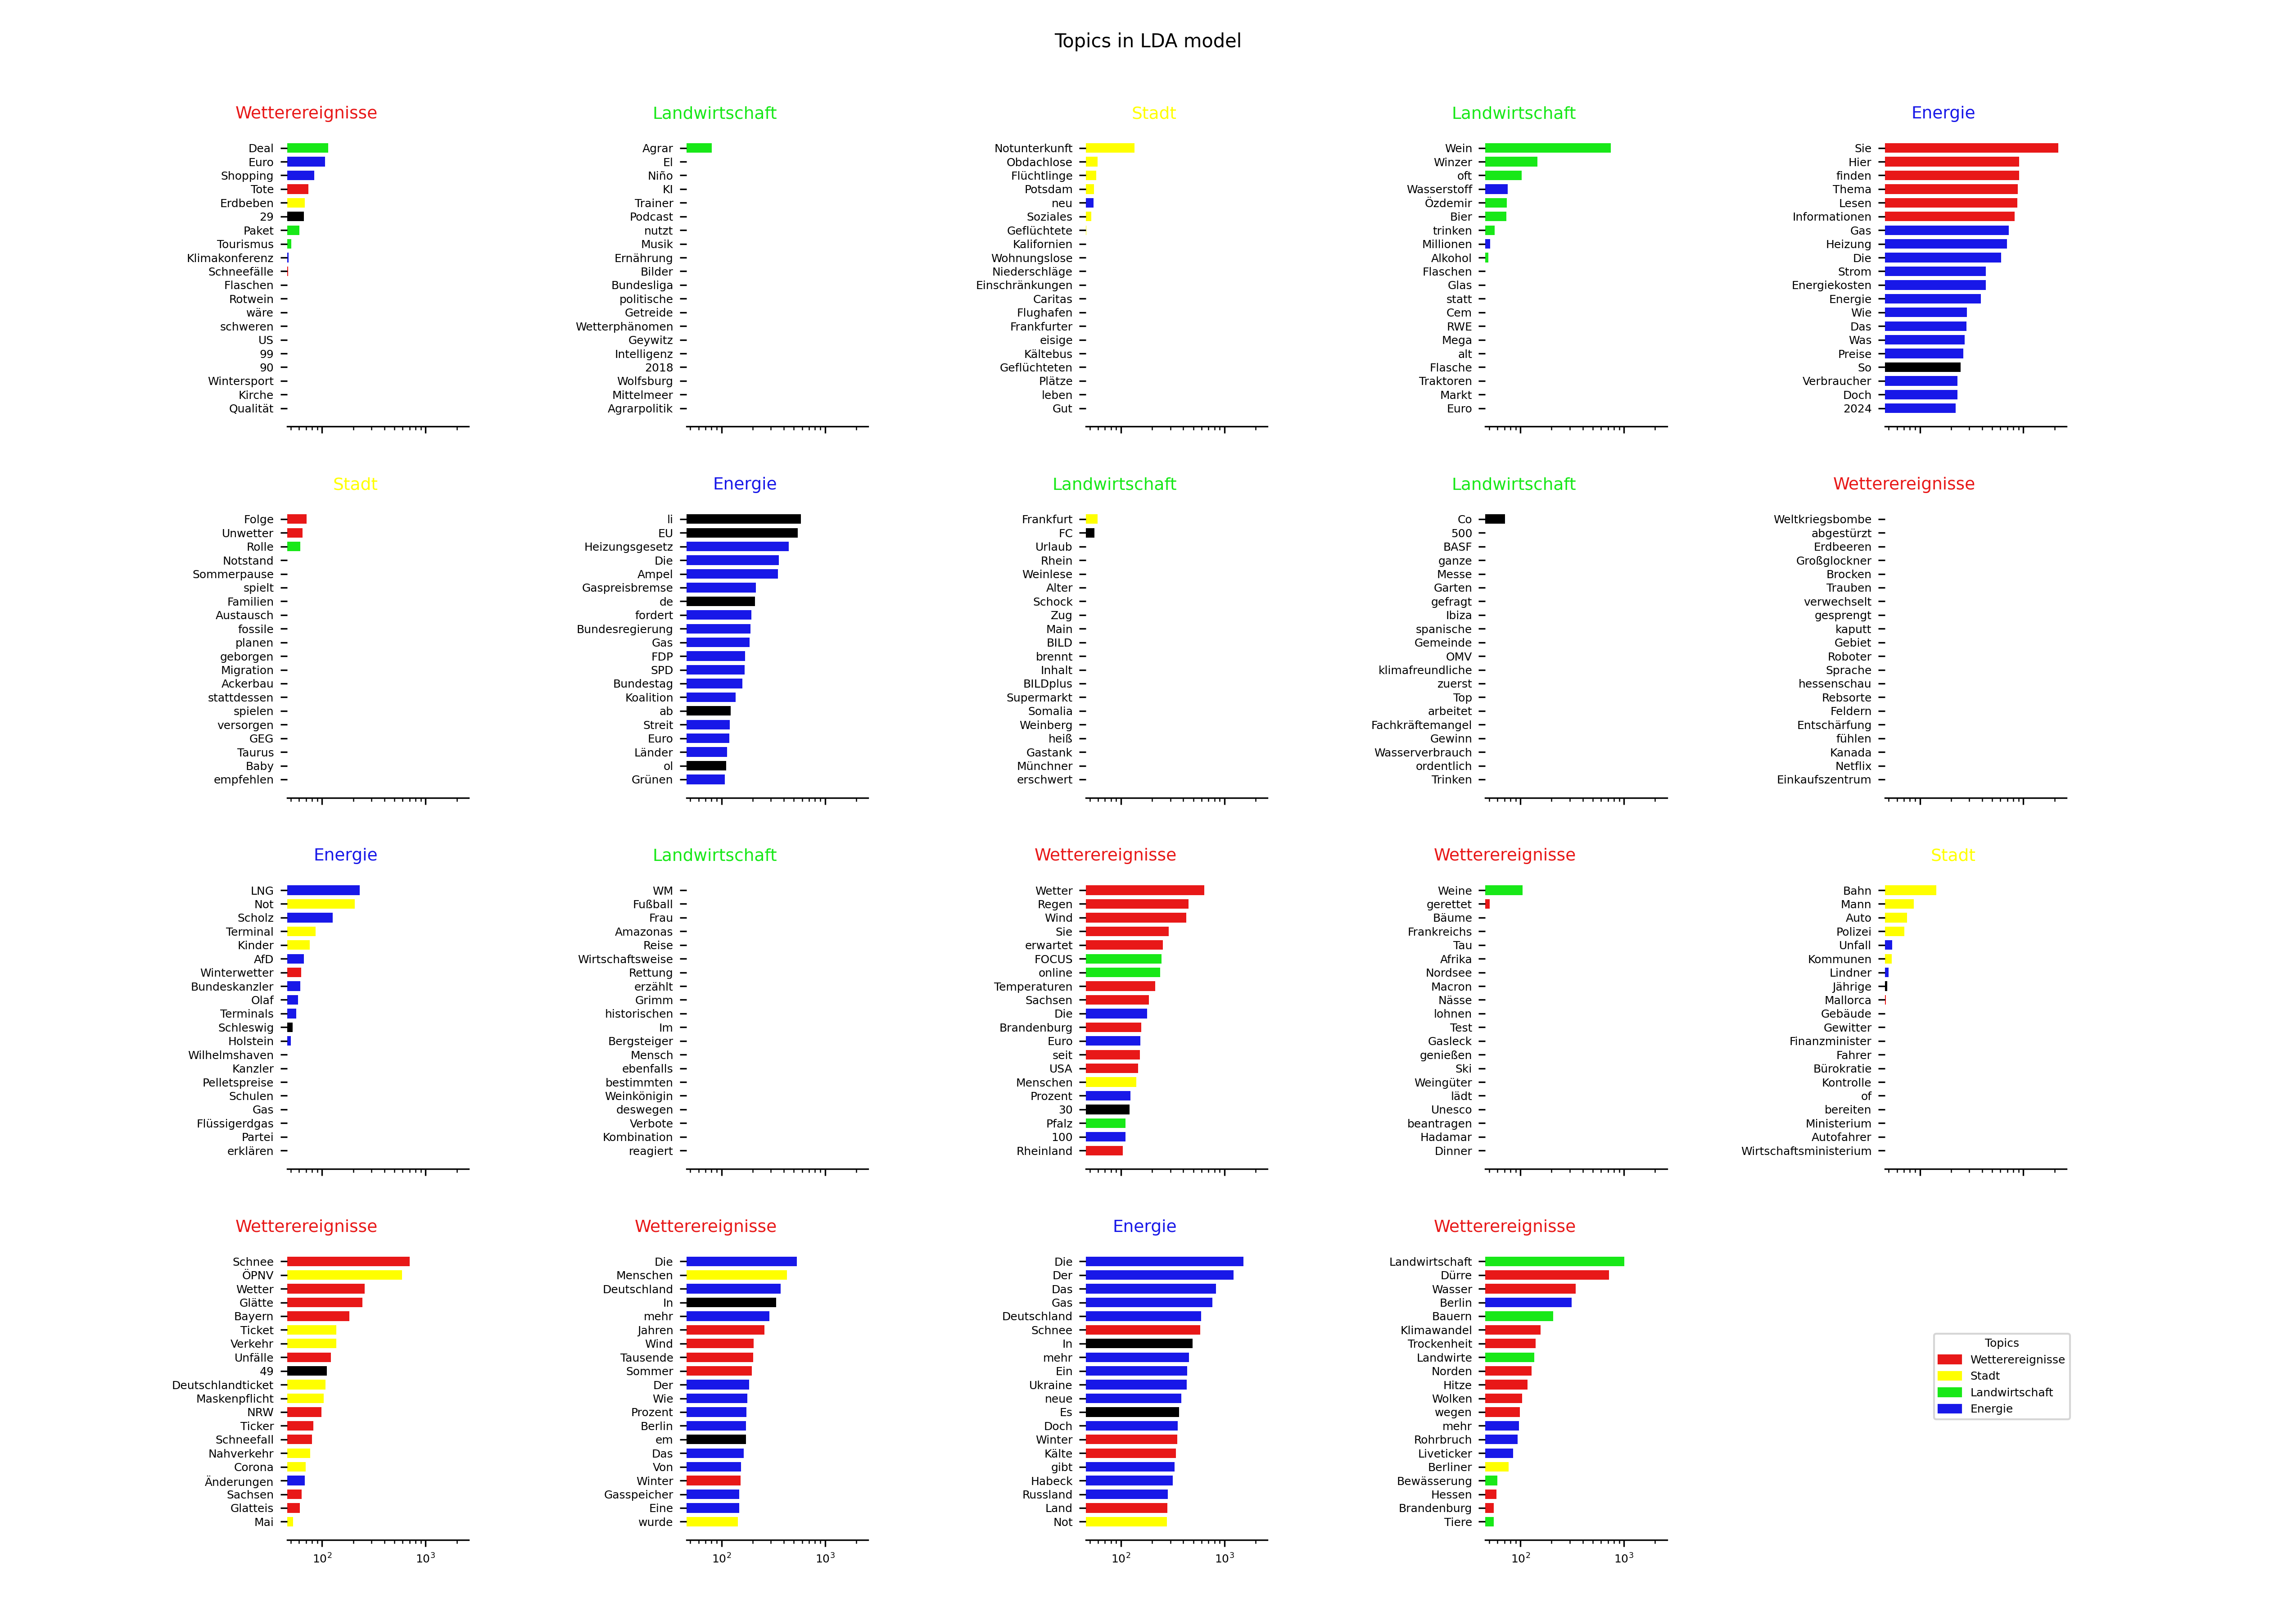 Topics in LDA model
Wetterereignisse
Deal
Euro
Shopping
Tote
Erdbeben
29
Paket
Tourismus
Klimakonferenz
Schneefälle
Flaschen
Rotwein
wäre
schweren
US
99
90
Wintersport
Kirche
Qualität
Landwirtschaft
Agrar
El
Niño
KI
Trainer
Podcast
nutzt
Musik
Ernährung
Bilder
Bundesliga
politische
Getreide
Wetterphänomen
Geywitz
Intelligenz
2018
Wolfsburg
Mittelmeer
Agrarpolitik
Stadt
Notunterkunft
Obdachlose
Flüchtlinge
Potsdam
neu
Soziales
Geflüchtete
Kalifornien
Wohnungslose
Niederschläge
Einschränkungen
Caritas
Flughafen
Frankfurter
eisige
Kältebus
Geflüchteten
Plätze
leben
Gut
Landwirtschaft
Wein
Winzer
oft
Wasserstoff
Özdemir
Bier
trinken
Millionen
Alkohol
Flaschen
Glas
statt
Cem
RWE
Mega
alt
Flasche
Traktoren
Markt
Euro
Energie
Sie
Hier
finden
Thema
Lesen
Informationen
Gas
Heizung
Die
Strom
Energiekosten
Energie
Wie
Das
Was
Preise
So
Verbraucher
Doch
2024
Stadt
Folge
Unwetter
Rolle
Notstand
Sommerpause
spielt
Familien
Austausch
fossile
planen
geborgen
Migration
Ackerbau
stattdessen
spielen
versorgen
GEG
Taurus
Baby
empfehlen
Energie
li
EU
Heizungsgesetz
Die
Ampel
Gaspreisbremse
de
fordert
Bundesregierung
Gas
FDP
SPD
Bundestag
Koalition
ab
Streit
Euro
Länder
ol
Grünen
Landwirtschaft
Frankfurt
FC
Urlaub
Rhein
Weinlese
Alter
Schock
Zug
Main
BILD
brennt
Inhalt
BILDplus
Supermarkt
Somalia
Weinberg
heiß
Gastank
Münchner
erschwert
Landwirtschaft
Co
500
BASF
ganze
Messe
Garten
gefragt
Ibiza
spanische
Gemeinde
OMV
klimafreundliche
zuerst
Top
arbeitet
Fachkräftemangel
Gewinn
Wasserverbrauch
ordentlich
Trinken
Wetterereignisse
Weltkriegsbombe
abgestürzt
Erdbeeren
Großglockner
Brocken
Trauben
verwechselt
gesprengt
kaputt
Gebiet
Roboter
Sprache
hessenschau
Rebsorte
Feldern
Entschärfung
fühlen
Kanada
Netflix
Einkaufszentrum
Energie
LNG
Not
Scholz
Terminal
Kinder
AfD
Winterwetter
Bundeskanzler
Olaf
Terminals
Schleswig
Holstein
Wilhelmshaven
Kanzler
Pelletspreise
Schulen
Gas
Flüssigerdgas
Partei
erklären
Landwirtschaft
WM
Fußball
Frau
Amazonas
Reise
Wirtschaftsweise
Rettung
erzählt
Grimm
historischen
Im
Bergsteiger
Mensch
ebenfalls
bestimmten
Weinkönigin
deswegen
Verbote
Kombination
reagiert
Wetterereignisse
Wetter
Regen
Wind
Sie
erwartet
FOCUS
online
Temperaturen
Sachsen
Die
Brandenburg
Euro
seit
USA
Menschen
Prozent
30
Pfalz
100
Rheinland
Wetterereignisse
Weine
gerettet
Bäume
Frankreichs
Tau
Afrika
Nordsee
Macron
Nässe
lohnen
Test
Gasleck
genießen
Ski
Weingüter
lädt
Unesco
beantragen
Hadamar
Dinner
Stadt
Bahn
Mann
Auto
Polizei
Unfall
Kommunen
Lindner
Jährige
Mallorca
Gebäude
Gewitter
Finanzminister
Fahrer
Bürokratie
Kontrolle
of
bereiten
Ministerium
Autofahrer
Wirtschaftsministerium
Wetterereignisse
Schnee
ÖPNV
Wetter
Glätte
Bayern
Ticket
Verkehr
Unfälle
49
Deutschlandticket
Maskenpflicht
NRW
Ticker
Schneefall
Nahverkehr
Corona
Änderungen
Sachsen
Glatteis
Mai
10² 10³
Wetterereignisse
Die
Menschen
Deutschland
In
mehr
Jahren
Wind
Tausende
Sommer
Der
Wie
Prozent
Berlin
em
Das
Von
Winter
Gasspeicher
Eine
wurde
10² 10³
Energie
Die
Der
Das
Gas
Deutschland
Schnee
In
mehr
Ein
Ukraine
neue
Es
Doch
Winter
Kälte
gibt
Habeck
Russland
Land
Not
10² 10³
Wetterereignisse
Landwirtschaft
Dürre
Wasser
Berlin
Bauern
Klimawandel
Trockenheit
Landwirte
Norden
Hitze
Wolken
wegen
mehr
Rohrbruch
Liveticker
Berliner
Bewässerung
Hessen
Brandenburg
Tiere
10² 10³
Topics
Wetterereignisse
Stadt
Landwirtschaft
Energie